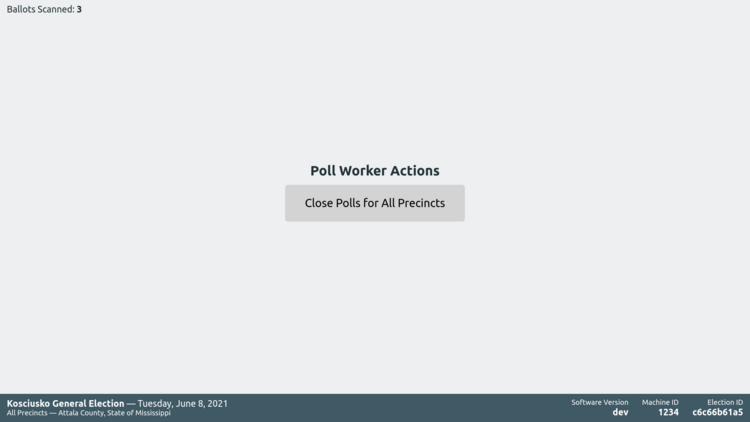 Ballots Scanned: 3
Poll Worker Actions
Close Polls for All Precincts
Kosciusko General Election — Tuesday, June 8, 2021
All Precincts — Attala County, State of Mississippi
Software Version
dev
Machine ID
1234
Election ID
c6c66b61a5